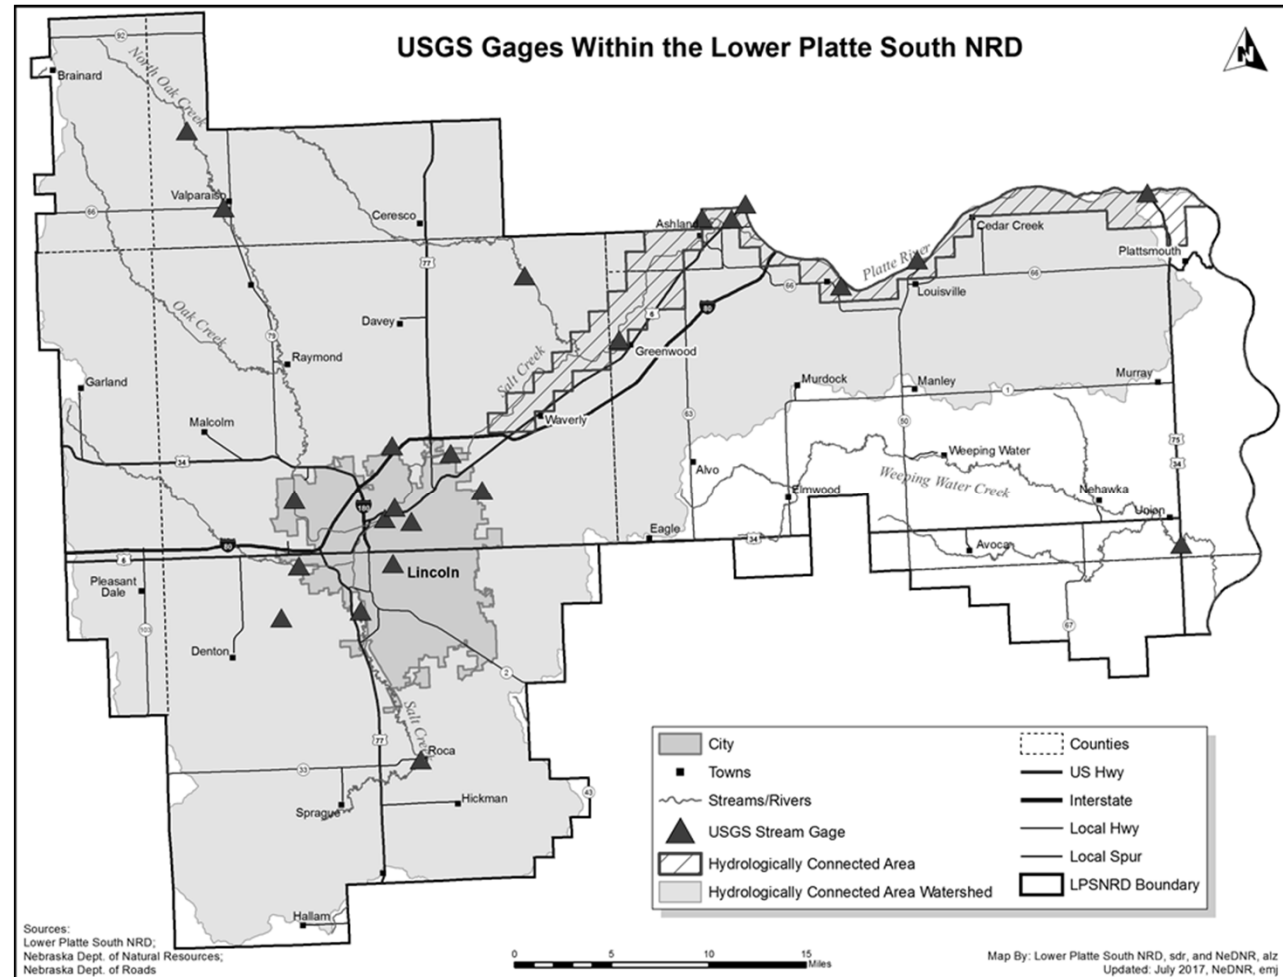 USGS Gages Within the Lower Platte South NRD
N
92
Brainard
North Oak Creek
Valparaiso
66
Ceresco
77
Ashland
Platte River
Cedar Creek
Plattsmouth
66
66
Louisville
Oak Creek
Davey
79
6
80
Raymond
Salt Creek
Greenwood
Garland
Murdock
Manley
1
Murray
Malcolm
Waverly
63
50
34
75
34
Alvo
Weeping Water
Weeping Water Creek
Elmwood
Nehawka
Union
Eagle
34
Avoca
80
6
Lincoln
Pleasant
Dale
103
67
Denton
2
Salt Creek
77
Roca
33
Sprague
Hickman
43
Hallam
City
Towns
Streams/Rivers
USGS Stream Gage
Hydrologically Connected Area
Hydrologically Connected Area Watershed
Counties
US Hwy
Interstate
Local Hwy
Local Spur
LPSNRD Boundary
Sources:
Lower Platte South NRD;
Nebraska Dept. of Natural Resources;
Nebraska Dept. of Roads
0 5 10 15
Miles
Map By: Lower Platte South NRD, sdr, and NeDNR, alz
Updated: July 2017, NeDNR,